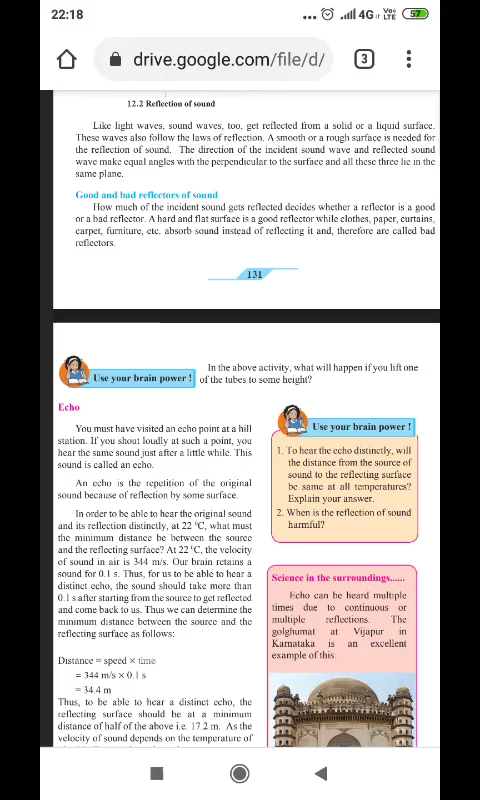 22:18
... 4G Vo LTE 57
drive.google.com/file/d/
3
12.2 Reflection of sound
Like light waves, sound waves, too, get reflected from a solid or a liquid surface.
These waves also follow the laws of reflection. A smooth or a rough surface is needed for
the reflection of sound. The direction of the incident sound wave and reflected sound
wave make equal angles with the perpendicular to the surface and all these three lie in the
same plane.
Good and bad reflectors of sound
How much of the incident sound gets reflected decides whether a reflector is a good
or a bad reflector. A hard and flat surface is a good reflector while clothes, paper, curtains,
carpet, furniture, etc. absorb sound instead of reflecting it and, therefore are called bad
reflectors.
131
Use your brain power !
In the above activity, what will happen if you lift one
of the tubes to some height?
Echo
You must have visited an echo point at a hill
station. If you shout loudly at such a point, you
hear the same sound just after a little while. This
sound is called an echo.
An echo is the repetition of the original
sound because of reflection by some surface.
In order to be able to hear the original sound
and its reflection distinctly, at 22 ⁰C, what must
the minimum distance be between the source
and the reflecting surface? At 22 ⁰C, the velocity
of sound in air is 344 m/s. Our brain retains a
sound for 0.1 s. Thus, for us to be able to hear a
distinct echo, the sound should take more than
0.1 s after starting from the source to get reflected
and come back to us. Thus we can determine the
minimum distance between the source and the
reflecting surface as follows:
Distance = speed × time
= 344 m/s × 0.1 s
= 34.4 m
Thus, to be able to hear a distinct echo, the
reflecting surface should be at a minimum
distance of half of the above i.e. 17.2 m. As the
velocity of sound depends on the temperature of
Use your brain power !
1. To hear the echo distinctly, will
the distance from the source of
sound to the reflecting surface
be same at all temperatures?
Explain your answer.
2. When is the reflection of sound
harmful?
Science in the surroundings......
Echo can be heard multiple
times due to continuous or
multiple reflections. The
golghumat at Vijapur in
Karnataka is an excellent
example of this.